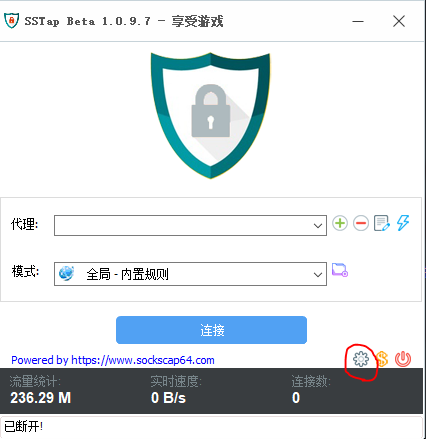 SSTap Beta 1.0.9.7 - 享受游戏
代理:
模式: 全局 - 内置规则
连接
Powered by https://www.sockscap64.com
流量统计: 实时速度: 连接数:
236.29 M 0 B/s 0
已断开!